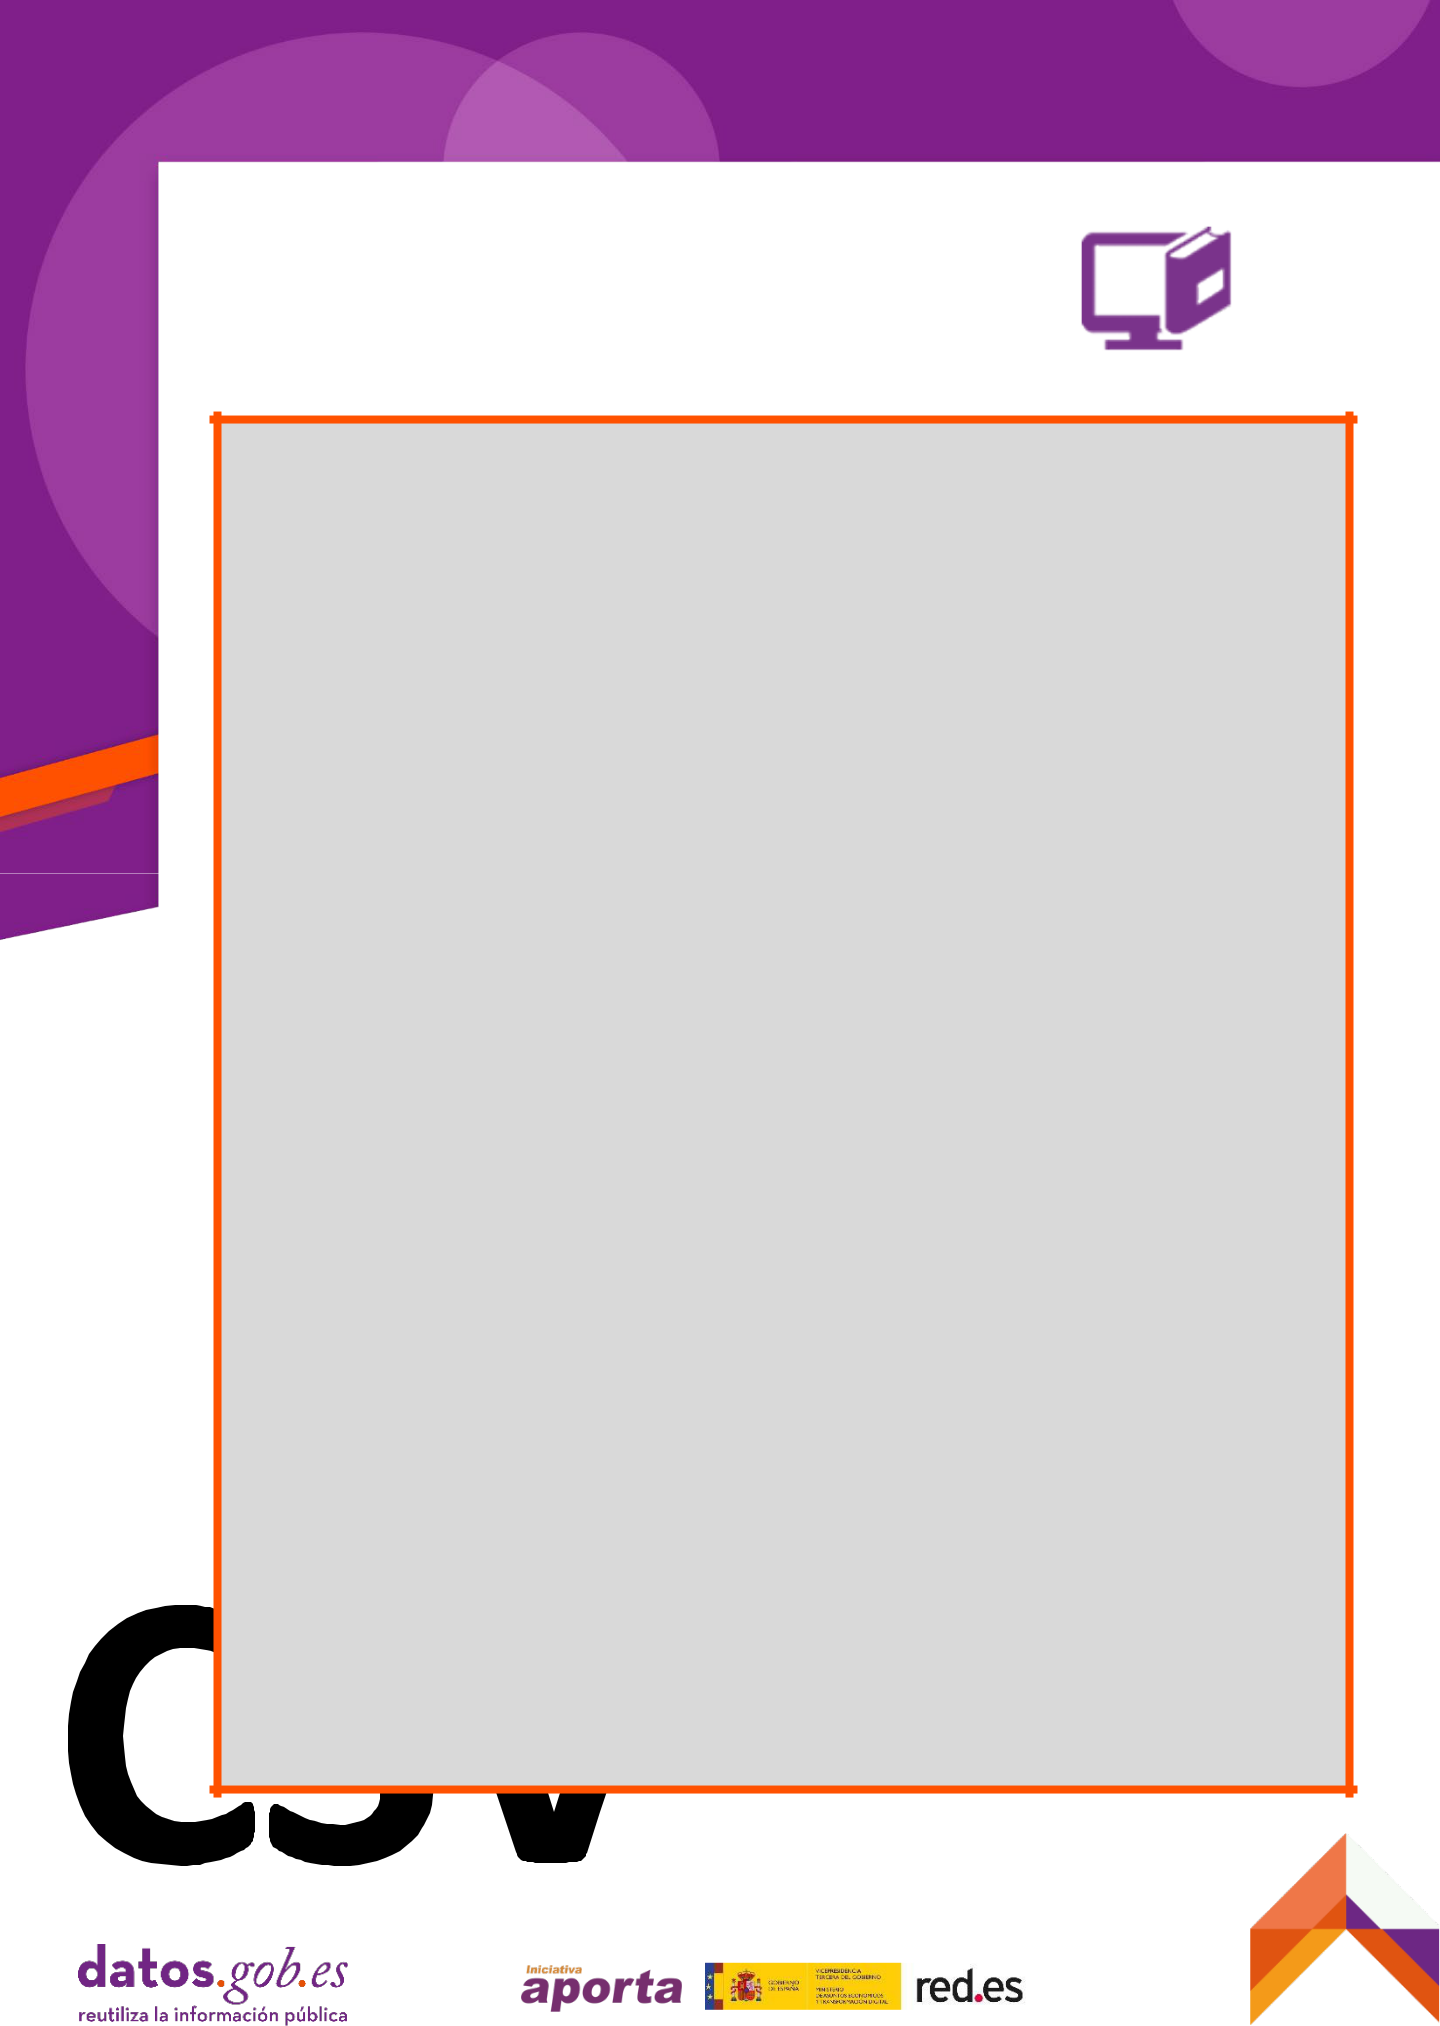 CSV
datos.gob.es
reutiliza la información pública
Iniciativa
aporta
GOBIERNO
DE ESPAÑA
VICEPRESIDENCIA
TERCERA DEL GOBIERNO
MINISTERIO
DE ASUNTOS ECONÓMICOS
Y TRANSFORMACIÓN DIGITAL
red.es